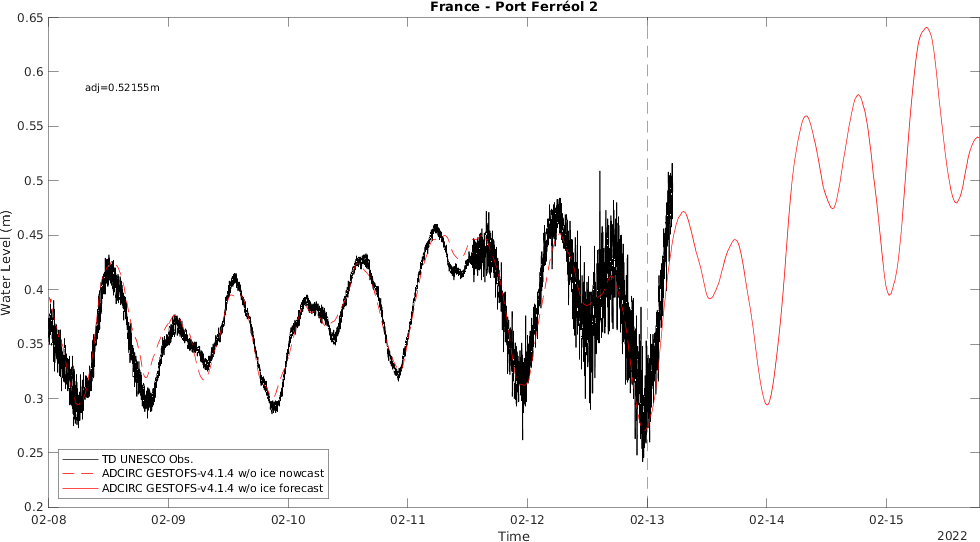 France - Port Ferréol 2
adj=0.52155m
Water Level (m)
0.65
0.6
0.55
0.5
0.45
0.4
0.35
0.3
0.25
0.2
TD UNESCO Obs.
ADCIRC GESTOFS-v4.1.4 w/o ice nowcast
ADCIRC GESTOFS-v4.1.4 w/o ice forecast
02-08 02-09 02-10 02-11 02-12 02-13 02-14 02-15
Time
2022